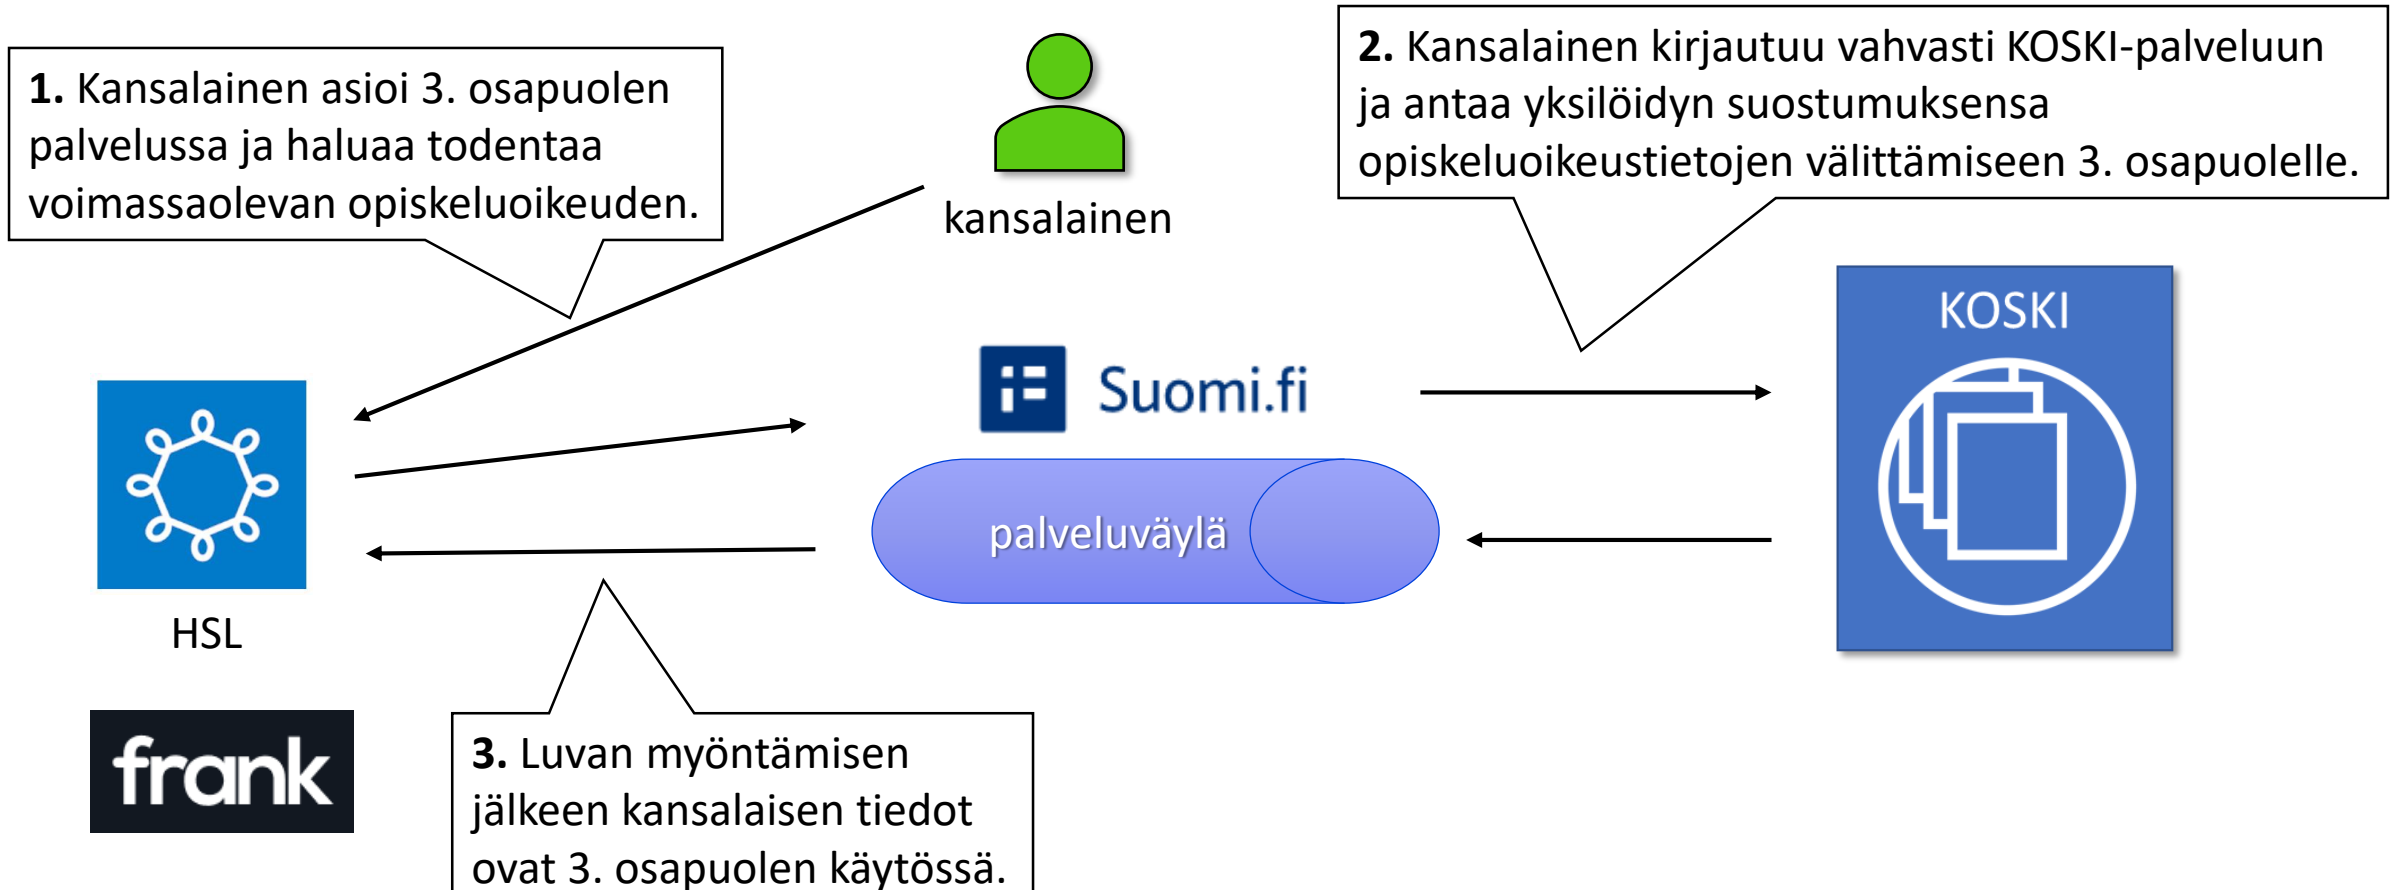 1. Kansalainen asioi 3. osapuolen
palvelussa ja haluaa todentaa
voimassaolevan opiskeluoikeuden.
kansalainen
2. Kansalainen kirjautuu vahvasti KOSKI-palveluun
ja antaa yksilöidyn suostumuksensa
opiskeluoikeustietojen välittämiseen 3. osapuolelle.
KOSKI
Suomi.fi
palveluväylä
HSL
frank
3. Luvan myöntämisen
jälkeen kansalaisen tiedot
ovat 3. osapuolen käytössä.